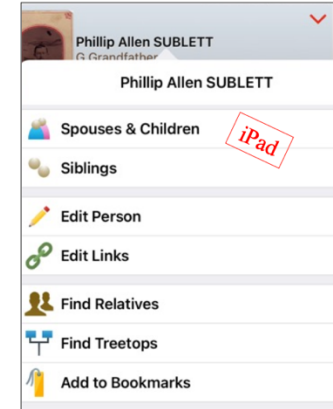 Phillip Allen SUBLETT
G Grandfather
Phillip Allen SUBLETT
Spouses & Children
iPad
Siblings
Edit Person
Edit Links
Find Relatives
Find Treetops
Add to Bookmarks